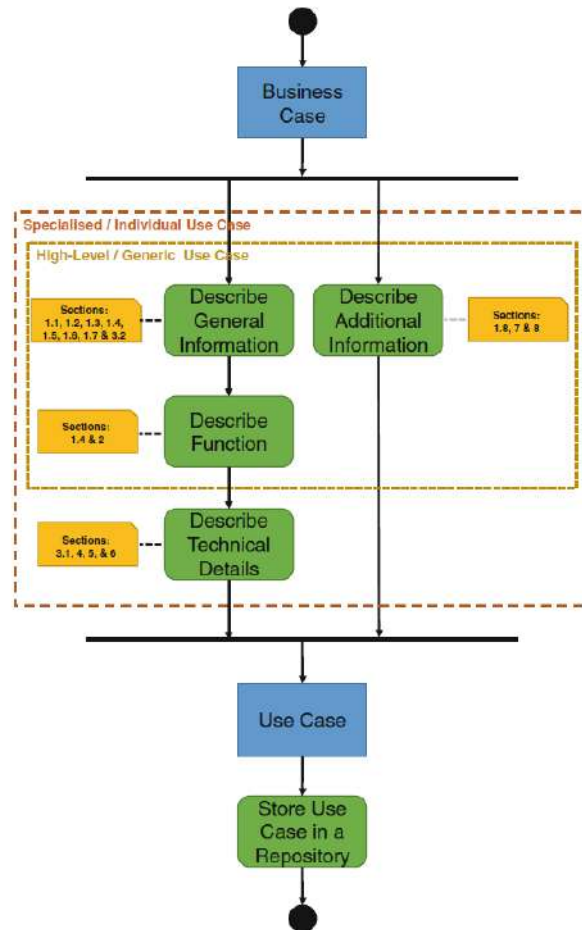 Business
Case
Specialised / Individual Use Case
High-Level / Generic Use Case
Sections:
1.1, 1.2, 1.3, 1.4,
1.5, 1.6, 1.7 & 3.2
Describe
General
Information
Describe
Additional
Information
Sections:
1.8, 7 & 8
Sections:
1.4 & 2
Describe
Function
Sections:
3.1, 4, 5, & 6
Describe
Technical
Details
Use Case
Store Use
Case in a
Repository